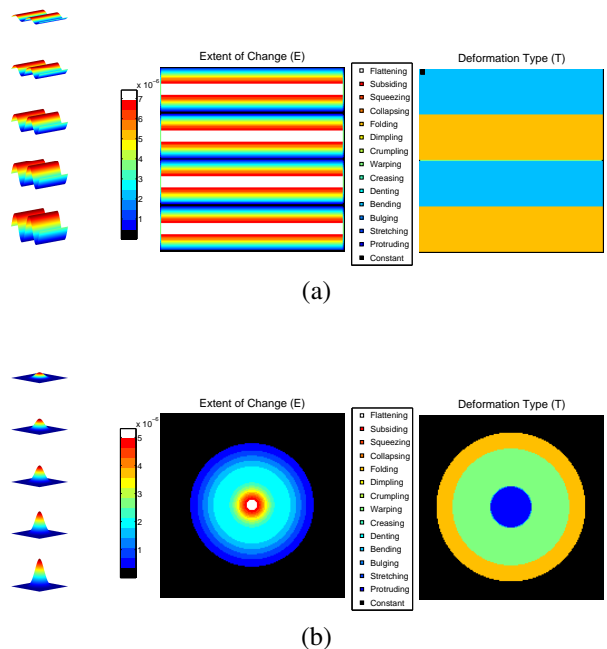 Extent of Change (E)
Deformation Type (T)
x 10^-6
7
6
5
4
3
2
1
Flattening
Subsiding
Squeezing
Collapsing
Folding
Dimpling
Crumpling
Warping
Creasing
Denting
Bending
Bulging
Stretching
Protruding
Constant
(a)
Extent of Change (E)
Deformation Type (T)
x 10^-6
5
4
3
2
1
Flattening
Subsiding
Squeezing
Collapsing
Folding
Dimpling
Crumpling
Warping
Creasing
Denting
Bending
Bulging
Stretching
Protruding
Constant
(b)